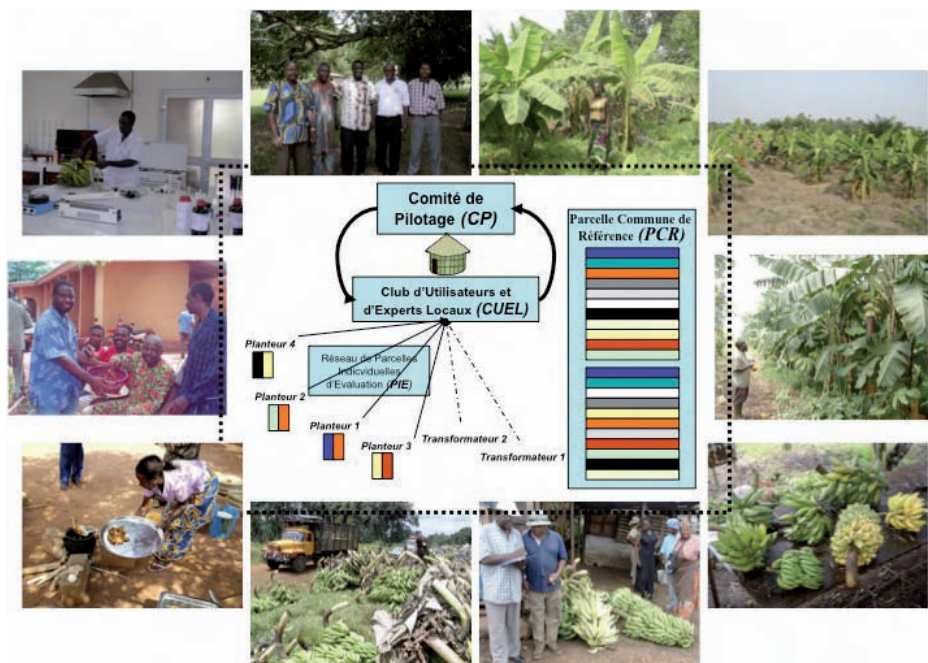 Comité de
Pilotage (CP)
Parcelle Commune de
Référence (PCR)
Club d'Utilisateurs et
d'Experts Locaux (CUEL)
Planteur 4
Réseau de Parcelles
Indicviduelles
d'Evaluation (PIE)
Planteur 2
Planteur 1
Planteur 3
Transformateur 2
Transformateur 1